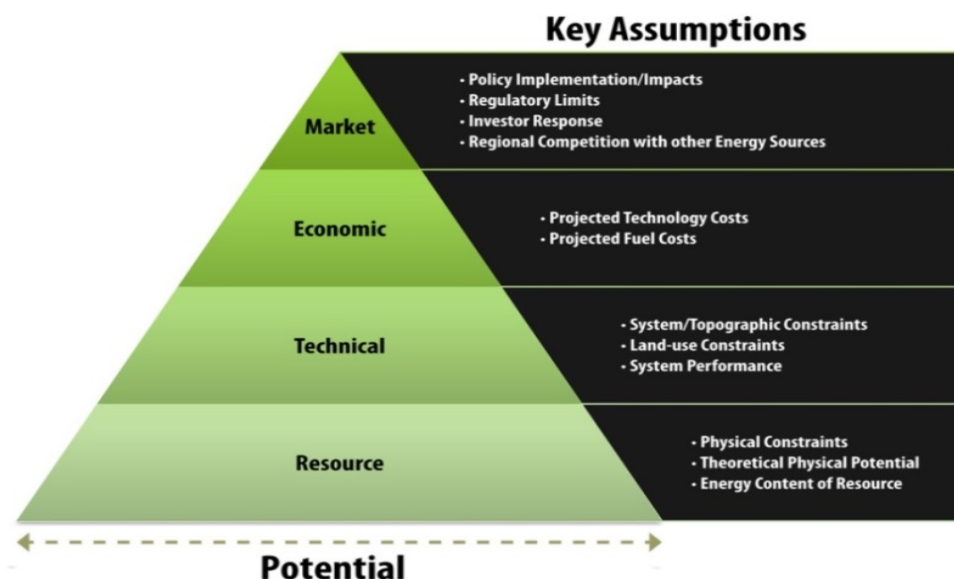 Key Assumptions
Market
• Policy Implementation/Impacts
• Regulatory Limits
• Investor Response
• Regional Competition with other Energy Sources
Economic
• Projected Technology Costs
• Projected Fuel Costs
Technical
• System/Topographic Constraints
• Land-use Constraints
• System Performance
Resource
• Physical Constraints
• Theoretical Physical Potential
• Energy Content of Resource
Potential